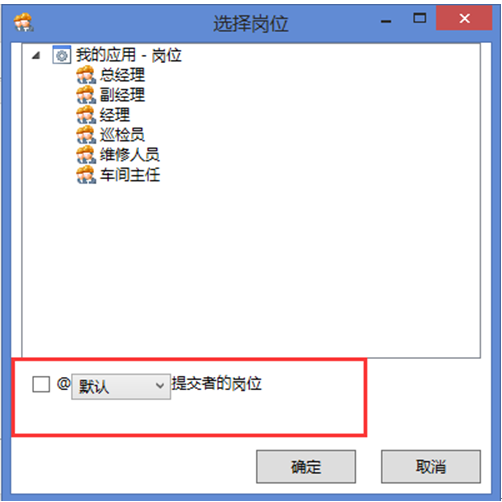 选择岗位
我的应用 - 岗位
总经理
副经理
经理
巡检员
维修人员
车间主任
@ 默认 提交者的岗位
确定 取消